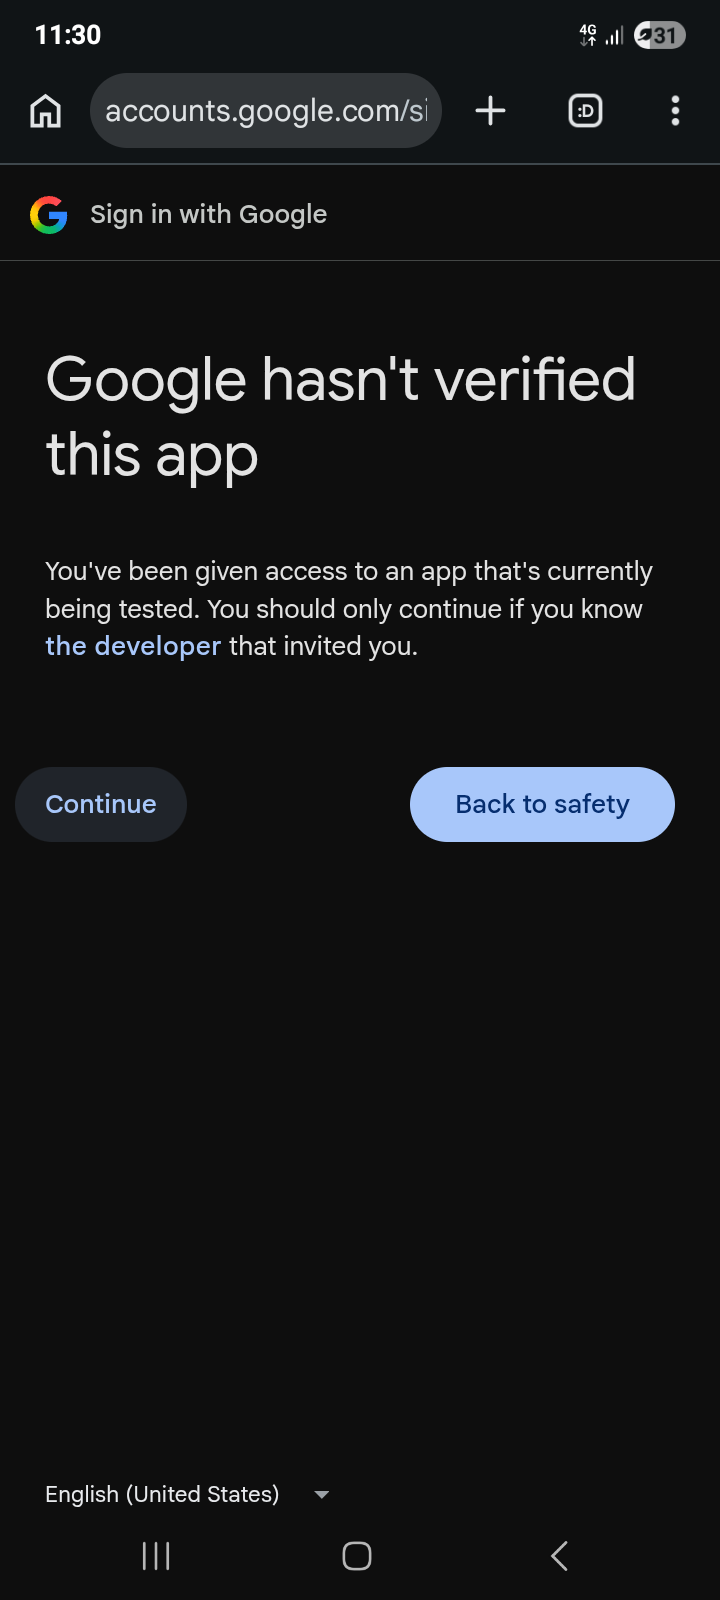 11:30
4G
31
accounts.google.com/si
:D
Sign in with Google
Google hasn't verified
this app
You've been given access to an app that's currently
being tested. You should only continue if you know
the developer that invited you.
Continue
Back to safety
English (United States)